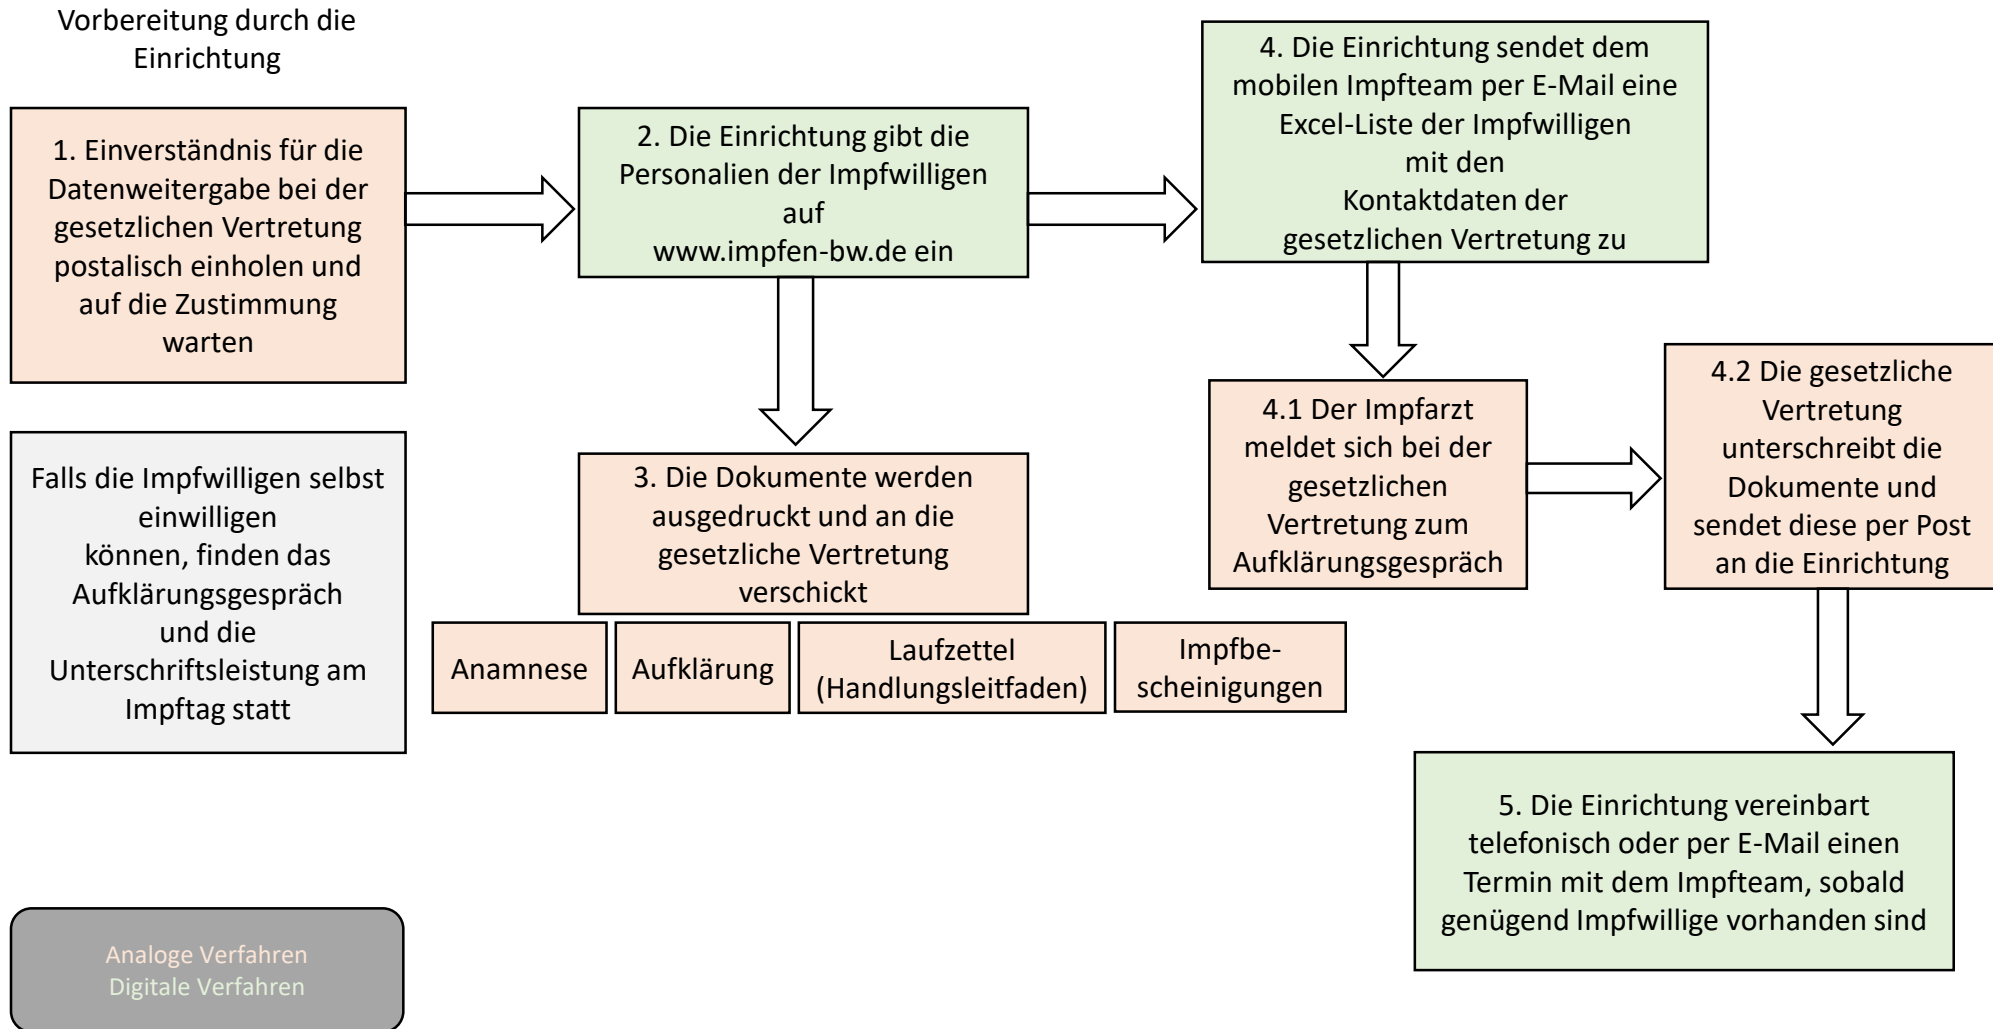 Vorbereitung durch die
Einrichtung
1. Einverständnis für die
Datenweitergabe bei der
gesetzlichen Vertretung
postalisch einholen und
auf die Zustimmung
warten
2. Die Einrichtung gibt die
Personalien der Impfwilligen
auf
www.impfen-bw.de ein
4. Die Einrichtung sendet dem
mobilen Impfteam per E-Mail eine
Excel-Liste der Impfwilligen
mit den
Kontaktdaten der
gesetzlichen Vertretung zu
Falls die Impfwilligen selbst
einwilligen
können, finden das
Aufklärungsgespräch
und die
Unterschriftsleistung am
Impftag statt
3. Die Dokumente werden
ausgedruckt und an die
gesetzliche Vertretung
verschickt
Anamnese
Aufklärung
Laufzettel
(Handlungsleitfaden)
Impfbe-
scheinigungen
4.1 Der Impfarzt
meldet sich bei der
gesetzlichen
Vertretung zum
Aufklärungsgespräch
4.2 Die gesetzliche
Vertretung
unterschreibt die
Dokumente und
sendet diese per Post
an die Einrichtung
5. Die Einrichtung vereinbart
telefonisch oder per E-Mail einen
Termin mit dem Impfteam, sobald
genügend Impfwillige vorhanden sind
Analoge Verfahren
Digitale Verfahren